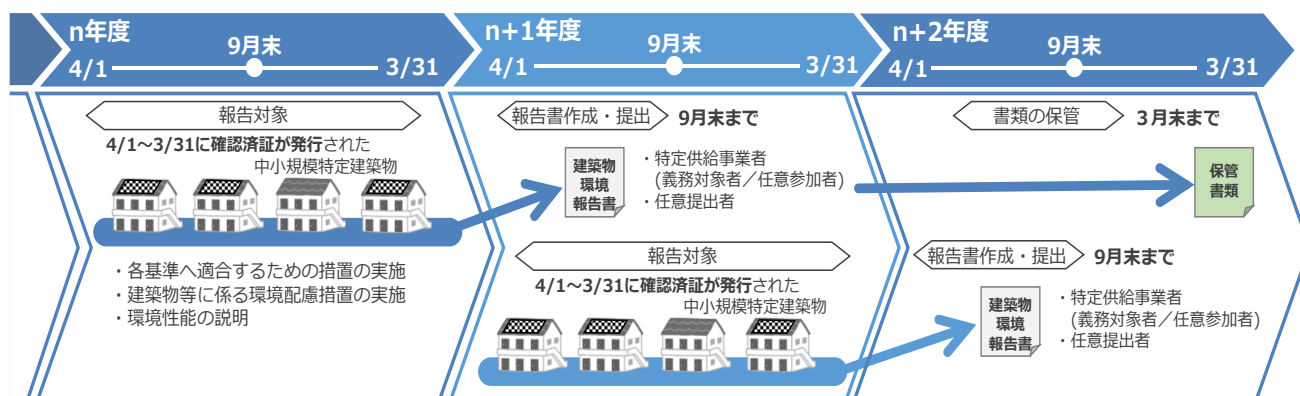 n年度
9月末
4/1
3/31
報告対象
4/1～3/31に確認済証が発行された
中小規模特定建築物
・各基準へ適合するための措置の実施
・建築物等に係る環境配慮措置の実施
・環境性能の説明
n+1年度
9月末
4/1
3/31
報告書作成・提出
9月末まで
建築物
環境
報告書
・特定供給事業者
(義務対象者／任意参加者)
・任意提出者
報告対象
4/1～3/31に確認済証が発行された
中小規模特定建築物
n+2年度
9月末
4/1
3/31
書類の保管
3月末まで
保管
書類
報告書作成・提出
9月末まで
建築物
環境
報告書
・特定供給事業者
(義務対象者／任意参加者)
・任意提出者